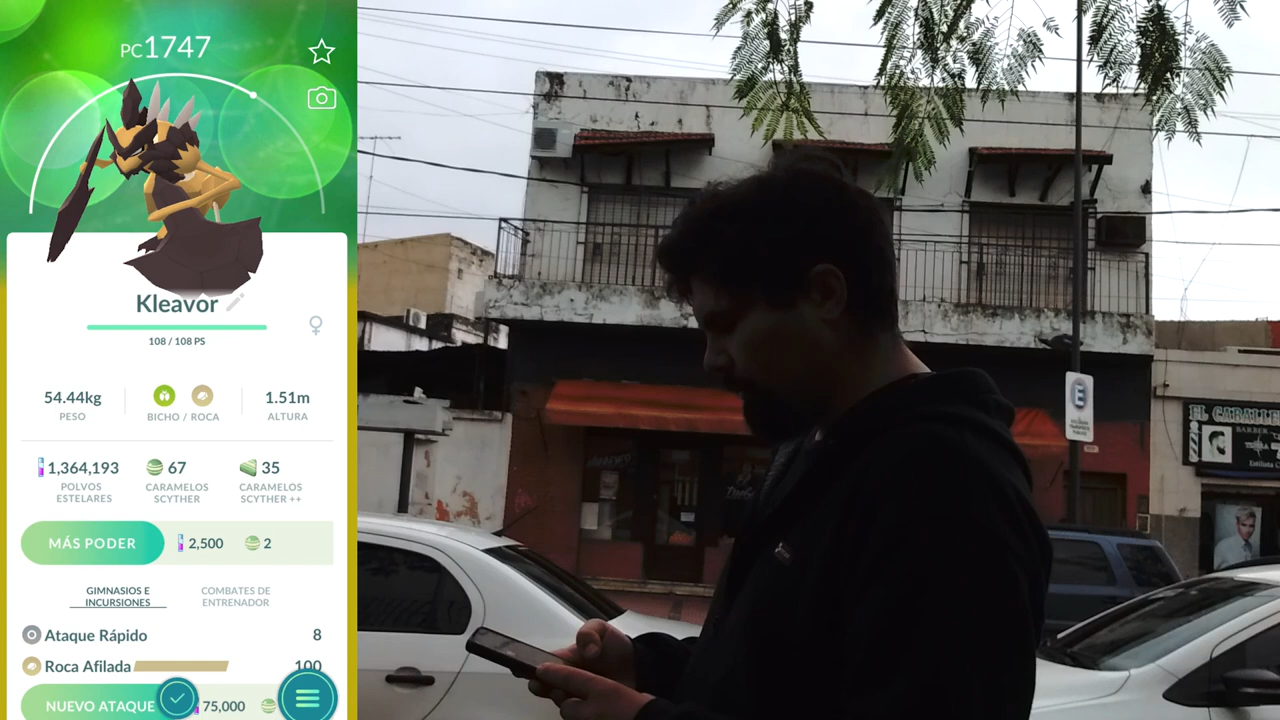 PC1747
Kleavor
108 / 108 PS
54.44kg
PESO
BICHO / ROCA
1.51m
ALTURA
1,364,193
POLVOS
ESTELARES
67
CARAMELOS
SCYTHER
35
CARAMELOS
SCYTHER ++
MÁS PODER
2,500
2
GIMNASIOS E
INCURSIONES
COMBATES DE
ENTRENADOR
Ataque Rápido
8
Roca Afilada
100
NUEVO ATAQUE
75,000
E
EL CABALLE
BARBER
Estilista